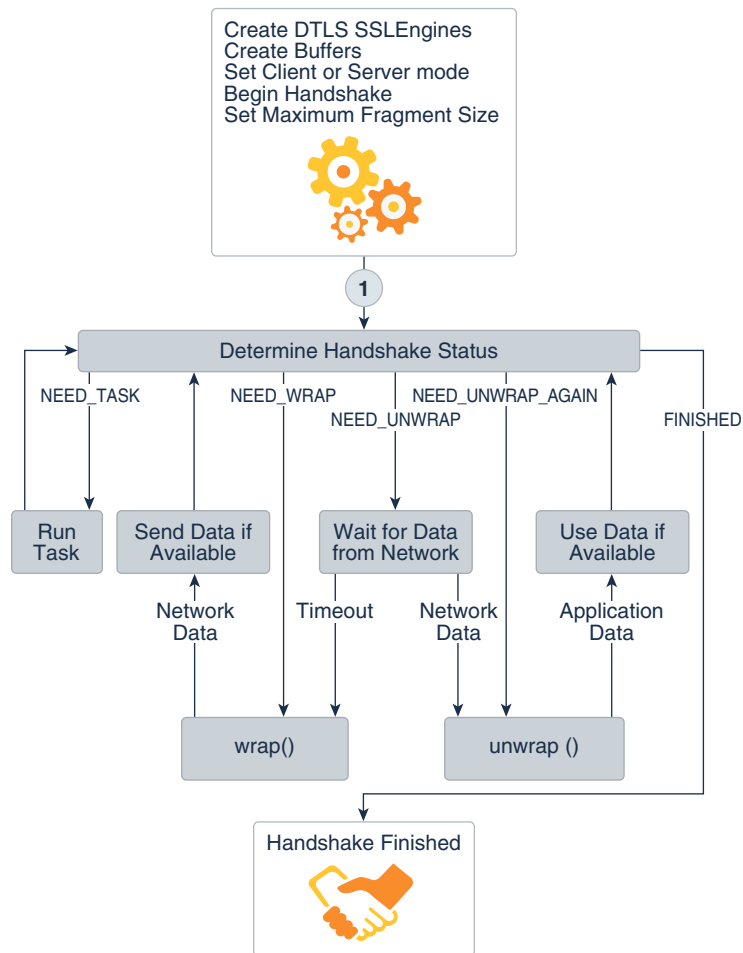 Create DTLS SSLEngines
Create Buffers
Set Client or Server mode
Begin Handshake
Set Maximum Fragment Size
1
Determine Handshake Status
NEED_TASK
NEED_WRAP
NEED_UNWRAP
NEED_UNWRAP_AGAIN
FINISHED
Run
Task
Send Data if
Available
Wait for Data
from Network
Use Data if
Available
Network
Data
Timeout
Network
Data
Application
Data
wrap()
unwrap ()
Handshake Finished